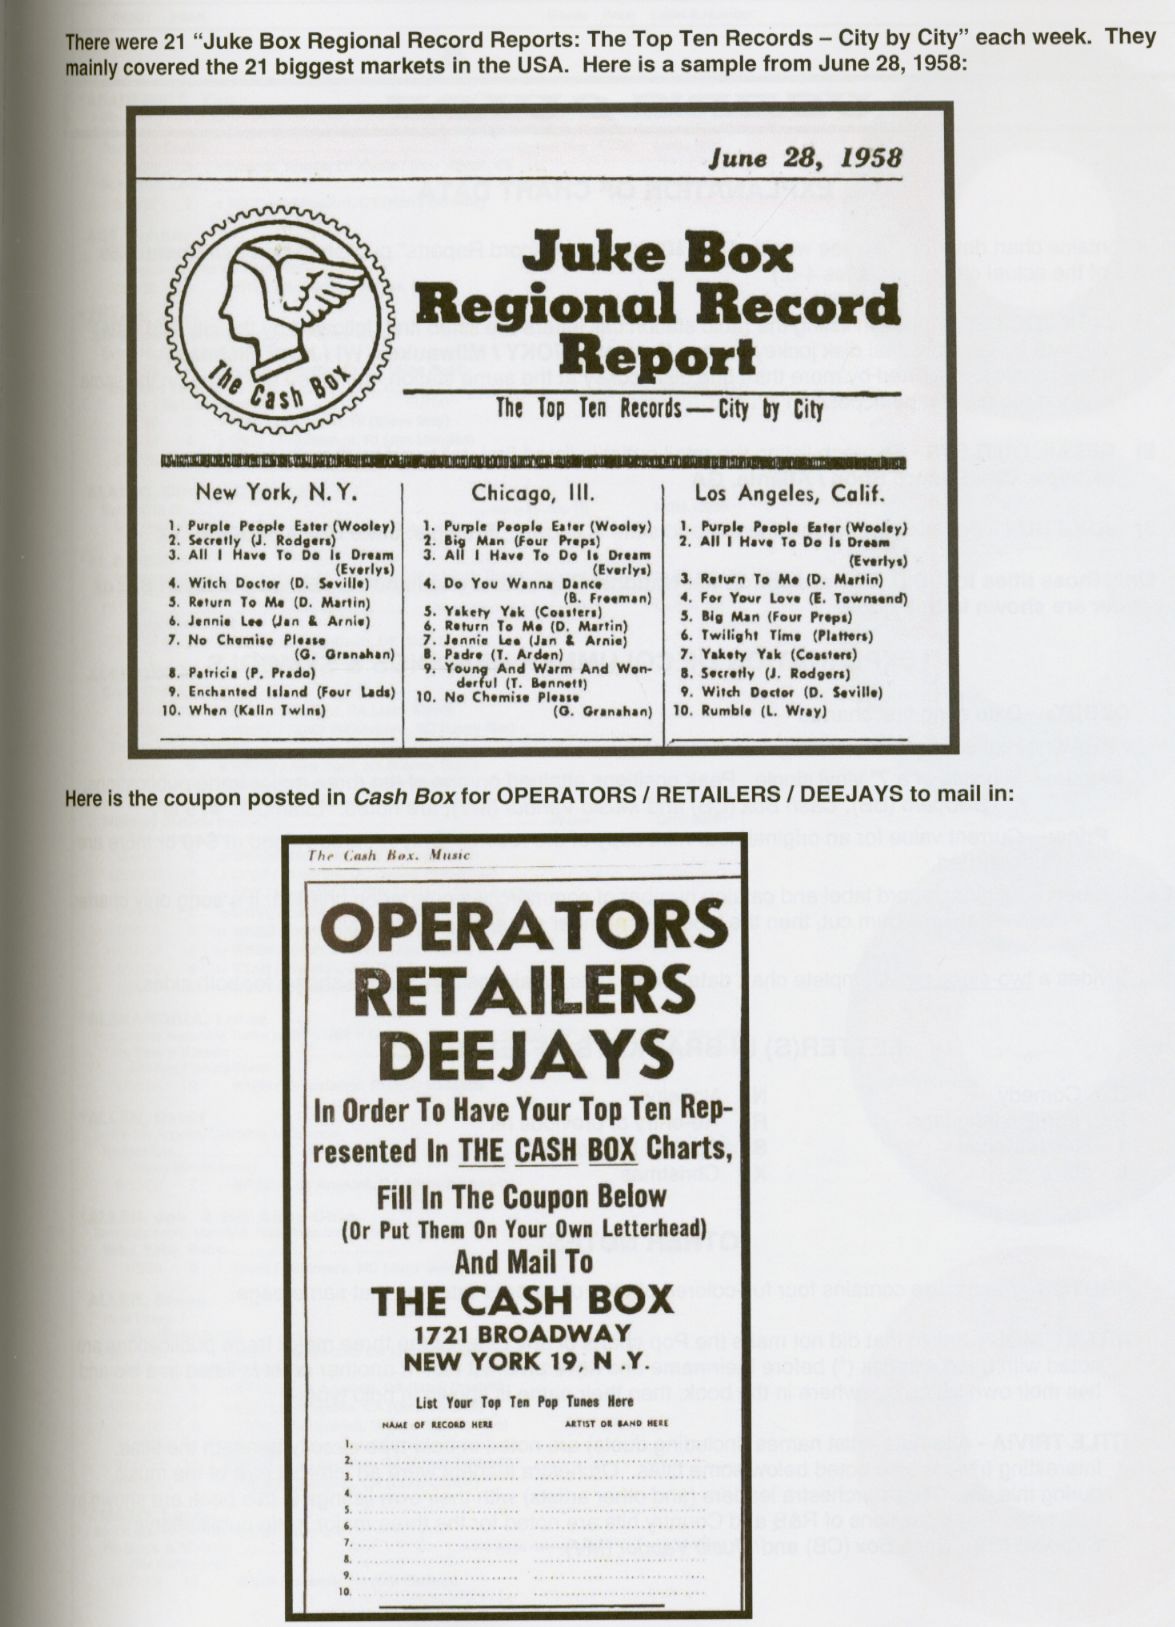 There were 21 “Juke Box Regional Record Reports: The Top Ten Records – City by City” each week. They
mainly covered the 21 biggest markets in the USA. Here is a sample from June 28, 1958:
June 28, 1958
The Cash Box
Juke Box
Regional Record
Report
The Top Ten Records—City by City
New York, N. Y.
1. Purple People Eater (Wooley)
2. Secretly (J. Rodgers)
3. All I Have To Do Is Dream
(Everlys)
4. Witch Doctor (D. Seville)
5. Return To Me (D. Martin)
6. Jennie Lee (Jan & Arnie)
7. No Chemise Please
(G. Granahan)
8. Patricia (P. Prado)
9. Enchanted Island (Four Lads)
10. When (Kalin Twins)
Chicago, Ill.
1. Purple People Eater (Wooley)
2. Big Man (Four Preps)
3. All I Have To Do Is Dream
(Everlys)
4. Do You Wanna Dance
(B. Freeman)
5. Yakety Yak (Coasters)
6. Return To Me (D. Martin)
7. Jennie Lee (Jan & Arnie)
8. Padre (T. Arden)
9. Young And Warm And Won-
derful (T. Bennett)
10. No Chemise Please
(G. Granahan)
Los Angeles, Calif.
1. Purple People Eater (Wooley)
2. All I Have To Do Is Dream
(Everlys)
3. Return To Me (D. Martin)
4. For Your Love (E. Townsend)
5. Big Man (Four Preps)
6. Twilight Time (Platters)
7. Yakety Yak (Coasters)
8. Secretly (J. Rodgers)
9. Witch Doctor (D. Seville)
10. Rumble (L. Wray)
Here is the coupon posted in Cash Box for OPERATORS / RETAILERS / DEEJAYS to mail in:
The Cash Box, Music
OPERATORS
RETAILERS
DEEJAYS
In Order To Have Your Top Ten Rep-
resented In THE CASH BOX Charts,
Fill In The Coupon Below
(Or Put Them On Your Own Letterhead)
And Mail To
THE CASH BOX
1721 BROADWAY
NEW YORK 19, N.Y.
List Your Top Ten Pop Tunes Here
NAME OF RECORD HERE ARTIST OR BAND HERE
1.
2.
3.
4.
5.
6.
7.
8.
9.
10.